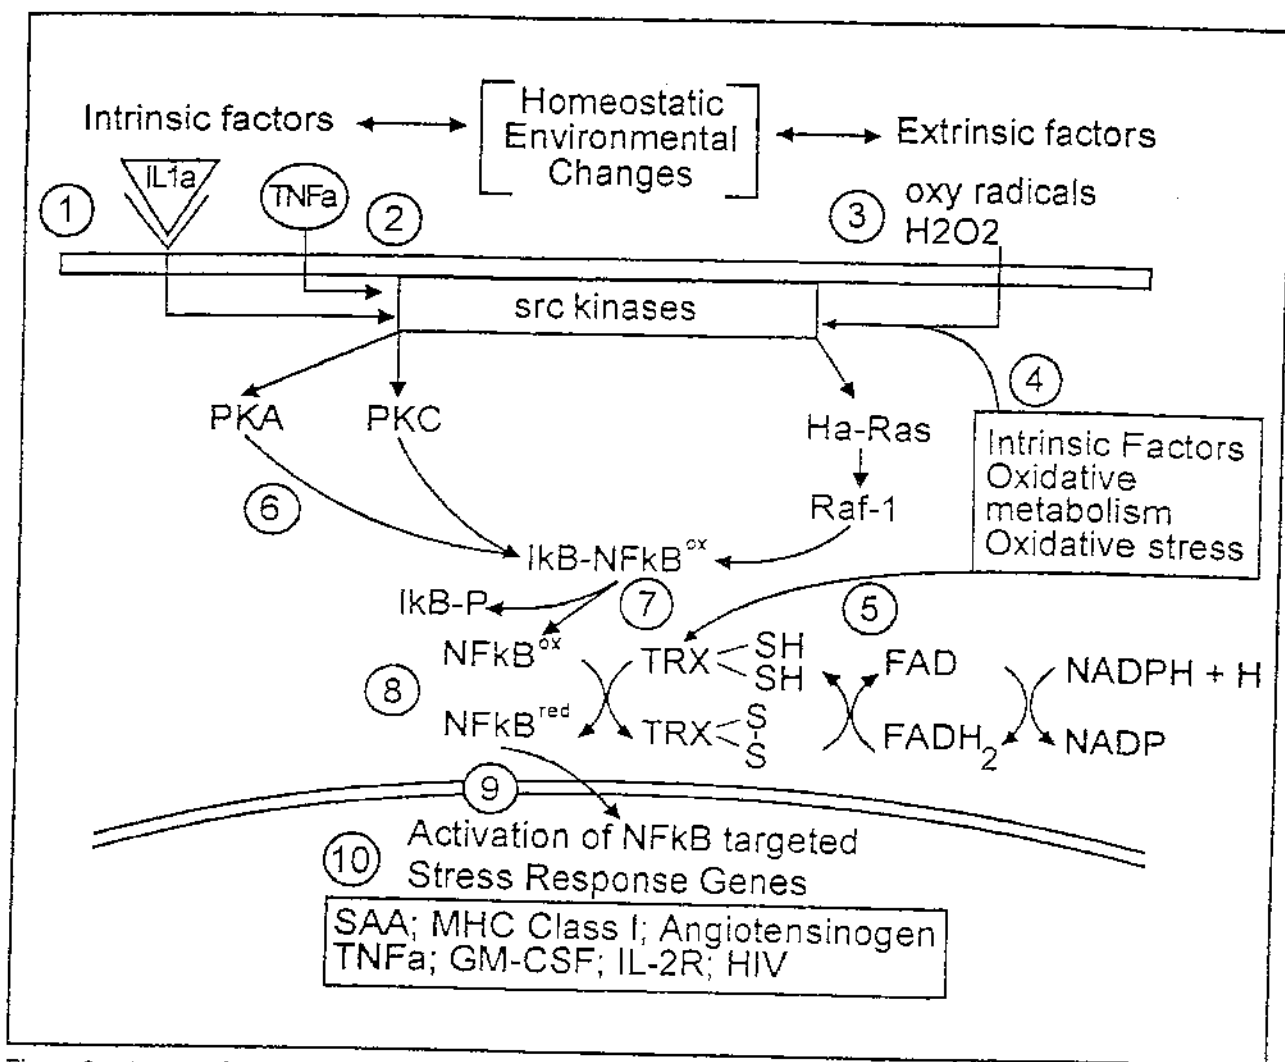 Intrinsic factors
Homeostatic
Environmental
Changes
Extrinsic factors
1
IL1a
TNFa
2
3
oxy radicals
H2O2
src kinases
4
PKA
PKC
Ha-Ras
Intrinsic Factors
Oxidative
metabolism
Oxidative stress
6
Raf-1
IkB-NFkB ox
IkB-P
7
5
NFkB ox
TRX
SH
SH
FAD
NADPH + H
8
NFkB red
TRX
S
S
FADH2
NADP
9
10
Activation of NFkB targeted
Stress Response Genes
SAA; MHC Class I; Angiotensinogen
TNFa; GM-CSF; IL-2R; HIV